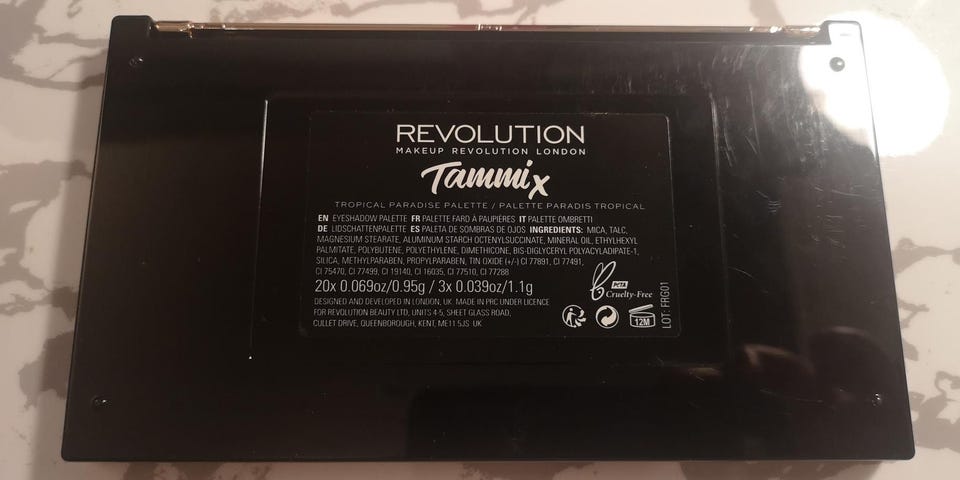 REVOLUTION
MAKEUP REVOLUTION LONDON
Tammi x
TROPICAL PARADISE PALETTE / PALETTE PARADIS TROPICAL
EN EYESHADOW PALETTE FR PALETTE FARD À PAUPIÈRES IT PALETTE OMBRETTI
DE LIDSCHATTENPALETTE ES PALETA DE SOMBRAS DE OJOS INGREDIENTS: MICA, TALC,
MAGNESIUM STEARATE, ALUMINUM STARCH OCTENYLSUCCINATE, MINERAL OIL, ETHYLHEXYL
PALMITATE, POLYBUTENE, POLYETHYLENE, DIMETHICONE, BIS-DIGLYCERYL POLYACYLADIPATE-1,
SILICA, METHYLPARABEN, PROPYLPARABEN, TIN OXIDE (+/-) CI 77891, CI 77491,
CI 75470, CI 77499, CI 19140, CI 16035, CI 77510, CI 77288
20x 0.069oz/0.95g / 3x 0.039oz/1.1g
DESIGNED AND DEVELOPED IN LONDON, UK. MADE IN PRC UNDER LICENCE
FOR REVOLUTION BEAUTY LTD, UNITS 4-5, SHEET GLASS ROAD,
CULLET DRIVE, QUEENBOROUGH, KENT, ME11 5JS UK
PETA
Cruelty-Free
12M
LOT: FRG01